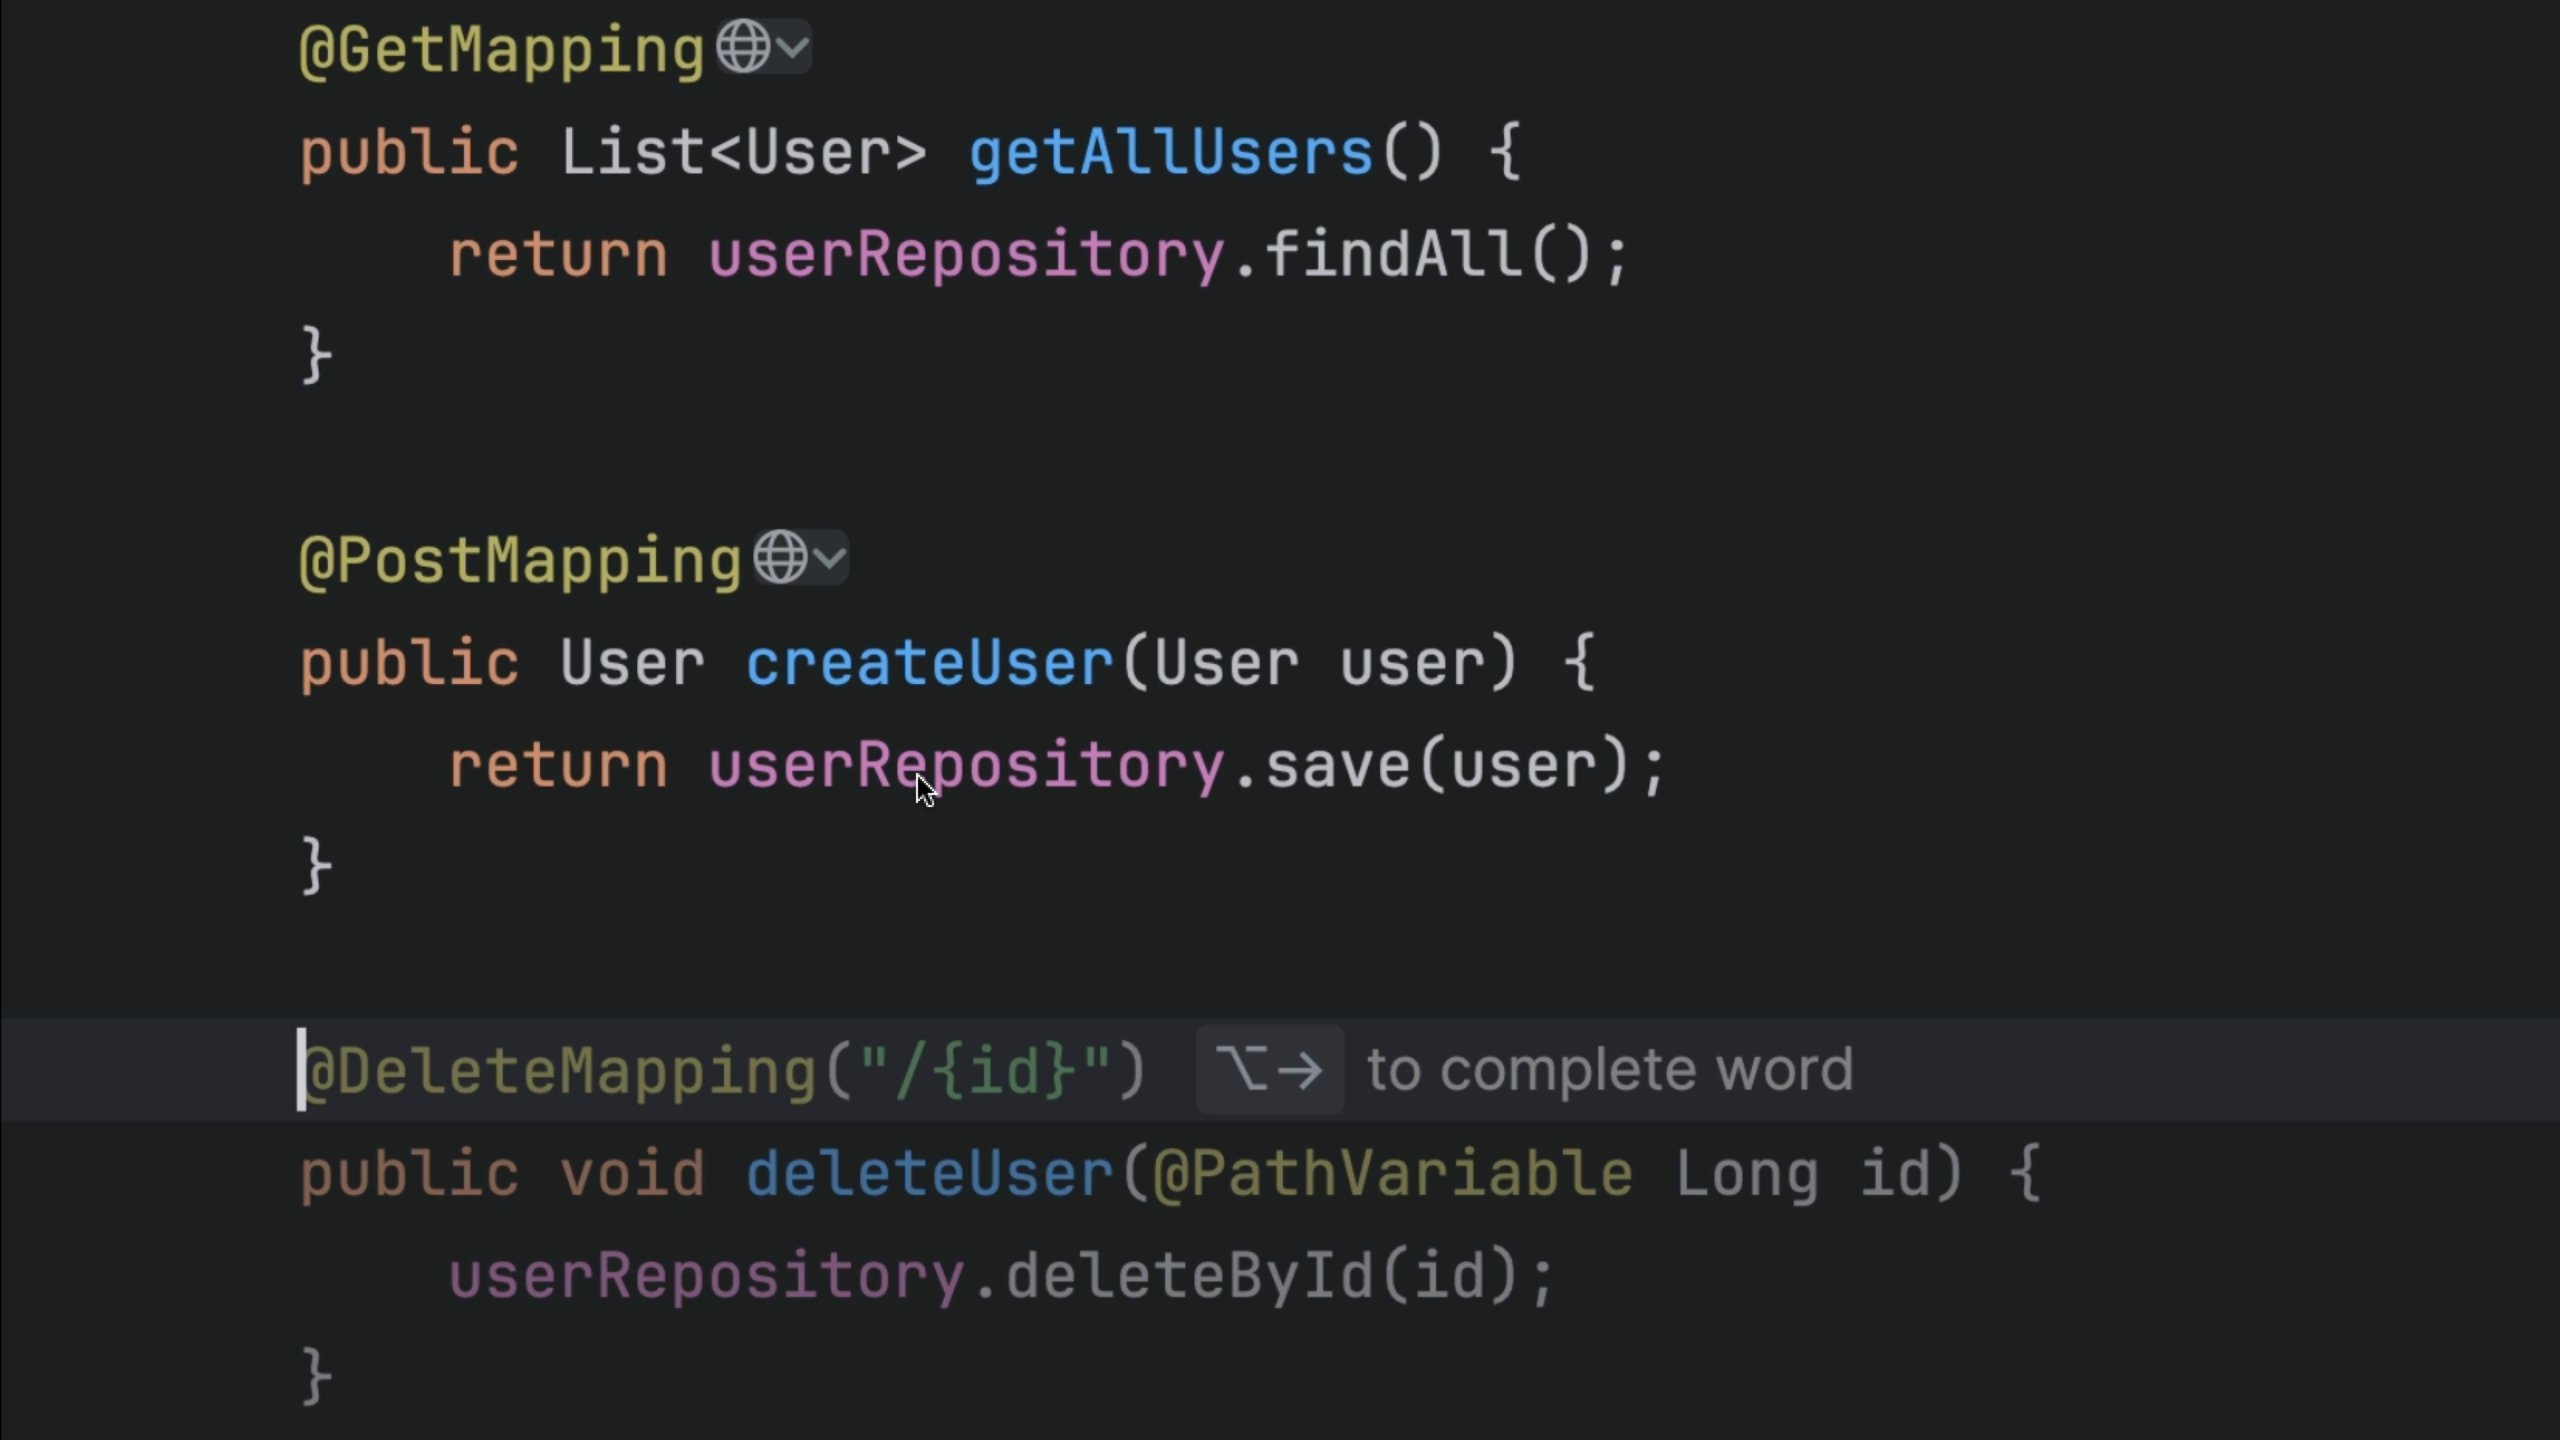 @GetMapping
public List<User> getAllUsers() {
return userRepository.findAll();
}
@PostMapping
public User createUser(User user) {
return userRepository.save(user);
}
@DeleteMapping("/{id}") ⌥→ to complete word
public void deleteUser(@PathVariable Long id) {
userRepository.deleteById(id);
}